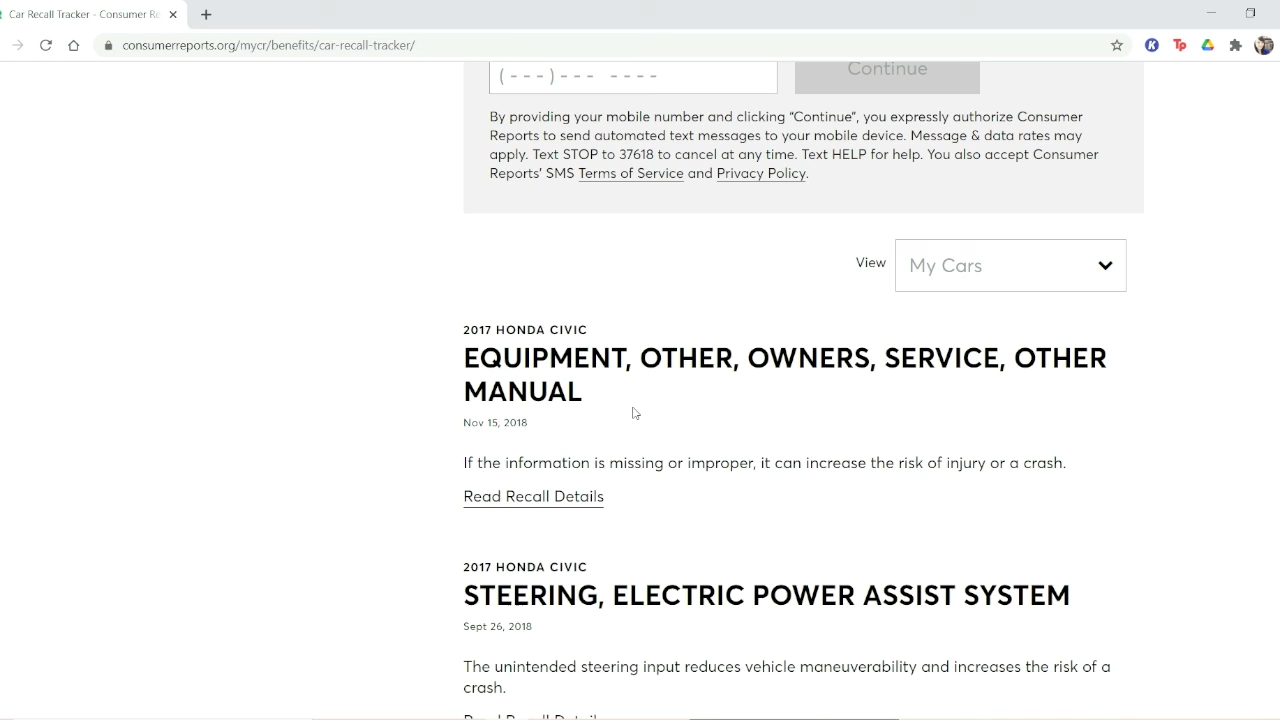 Car Recall Tracker - Consumer Re
consumerreports.org/mycr/benefits/car-recall-tracker/
K
Tp
(---)--- ----
Continue
By providing your mobile number and clicking “Continue”, you expressly authorize Consumer
Reports to send automated text messages to your mobile device. Message & data rates may
apply. Text STOP to 37618 to cancel at any time. Text HELP for help. You also accept Consumer
Reports’ SMS Terms of Service and Privacy Policy.
View
My Cars
2017 HONDA CIVIC
EQUIPMENT, OTHER, OWNERS, SERVICE, OTHER
MANUAL
Nov 15, 2018
If the information is missing or improper, it can increase the risk of injury or a crash.
Read Recall Details
2017 HONDA CIVIC
STEERING, ELECTRIC POWER ASSIST SYSTEM
Sept 26, 2018
The unintended steering input reduces vehicle maneuverability and increases the risk of a
crash.